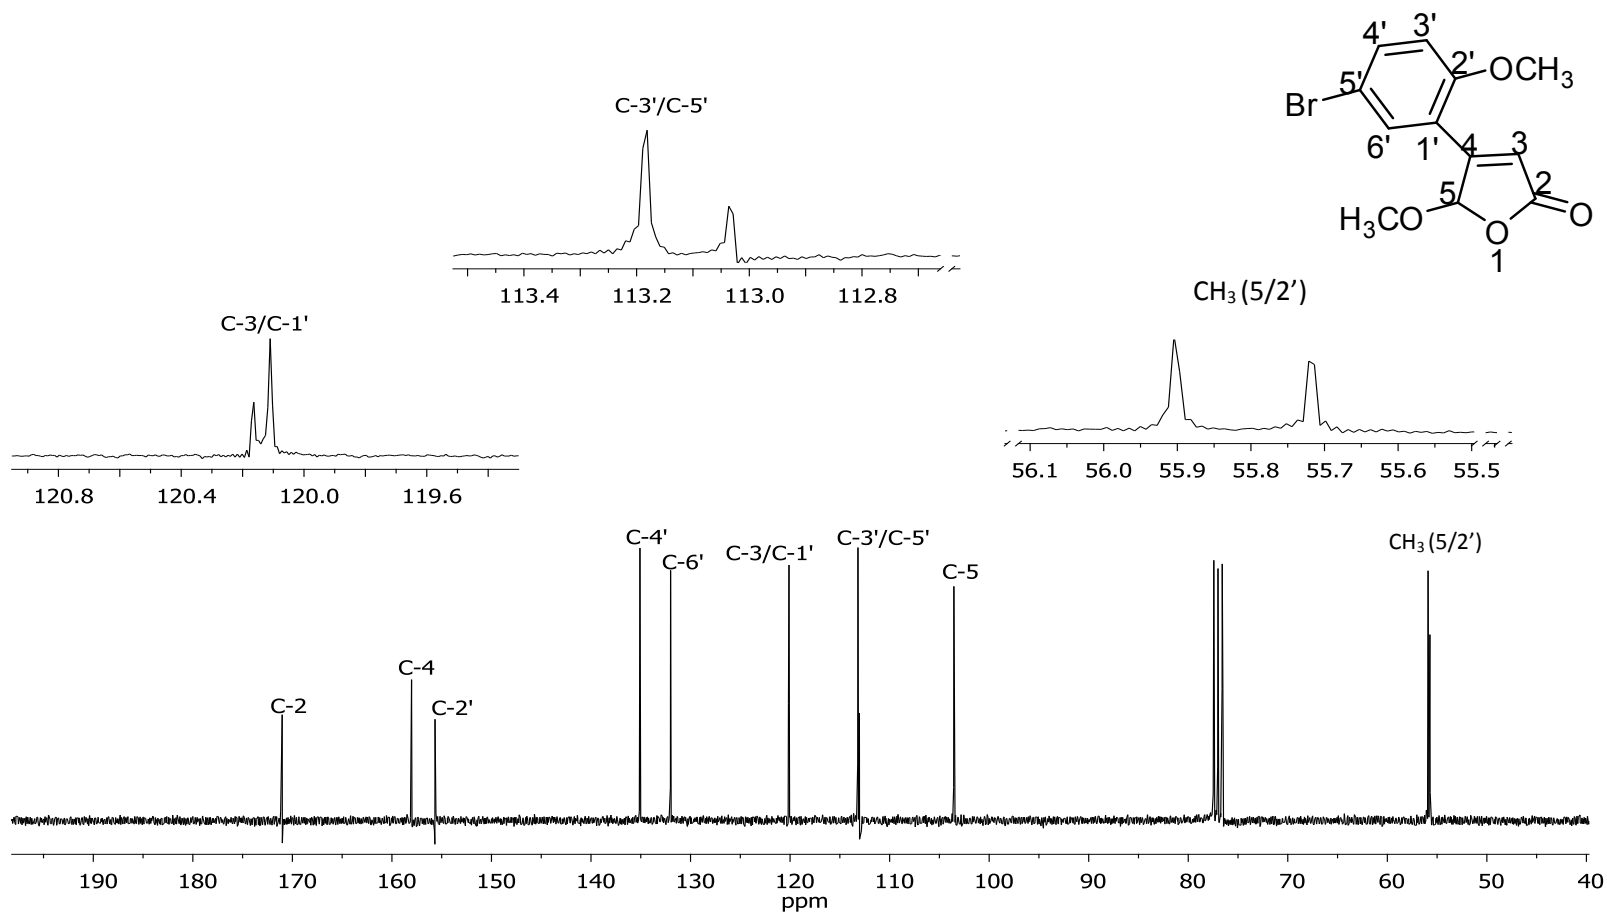 4'
3'
2'
OCH3
5'
Br
6'
1'
4
3
5
2
H3CO
O
O
1
C-3'/C-5'
113.4 113.2 113.0 112.8
CH3 (5/2’)
C-3/C-1'
120.8 120.4 120.0 119.6
56.1 56.0 55.9 55.8 55.7 55.6 55.5
C-4'
C-6'
C-3/C-1'
C-3'/C-5'
C-5
CH3 (5/2’)
C-4
C-2
C-2'
190 180 170 160 150 140 130 120 110 100 90 80 70 60 50 40
ppm